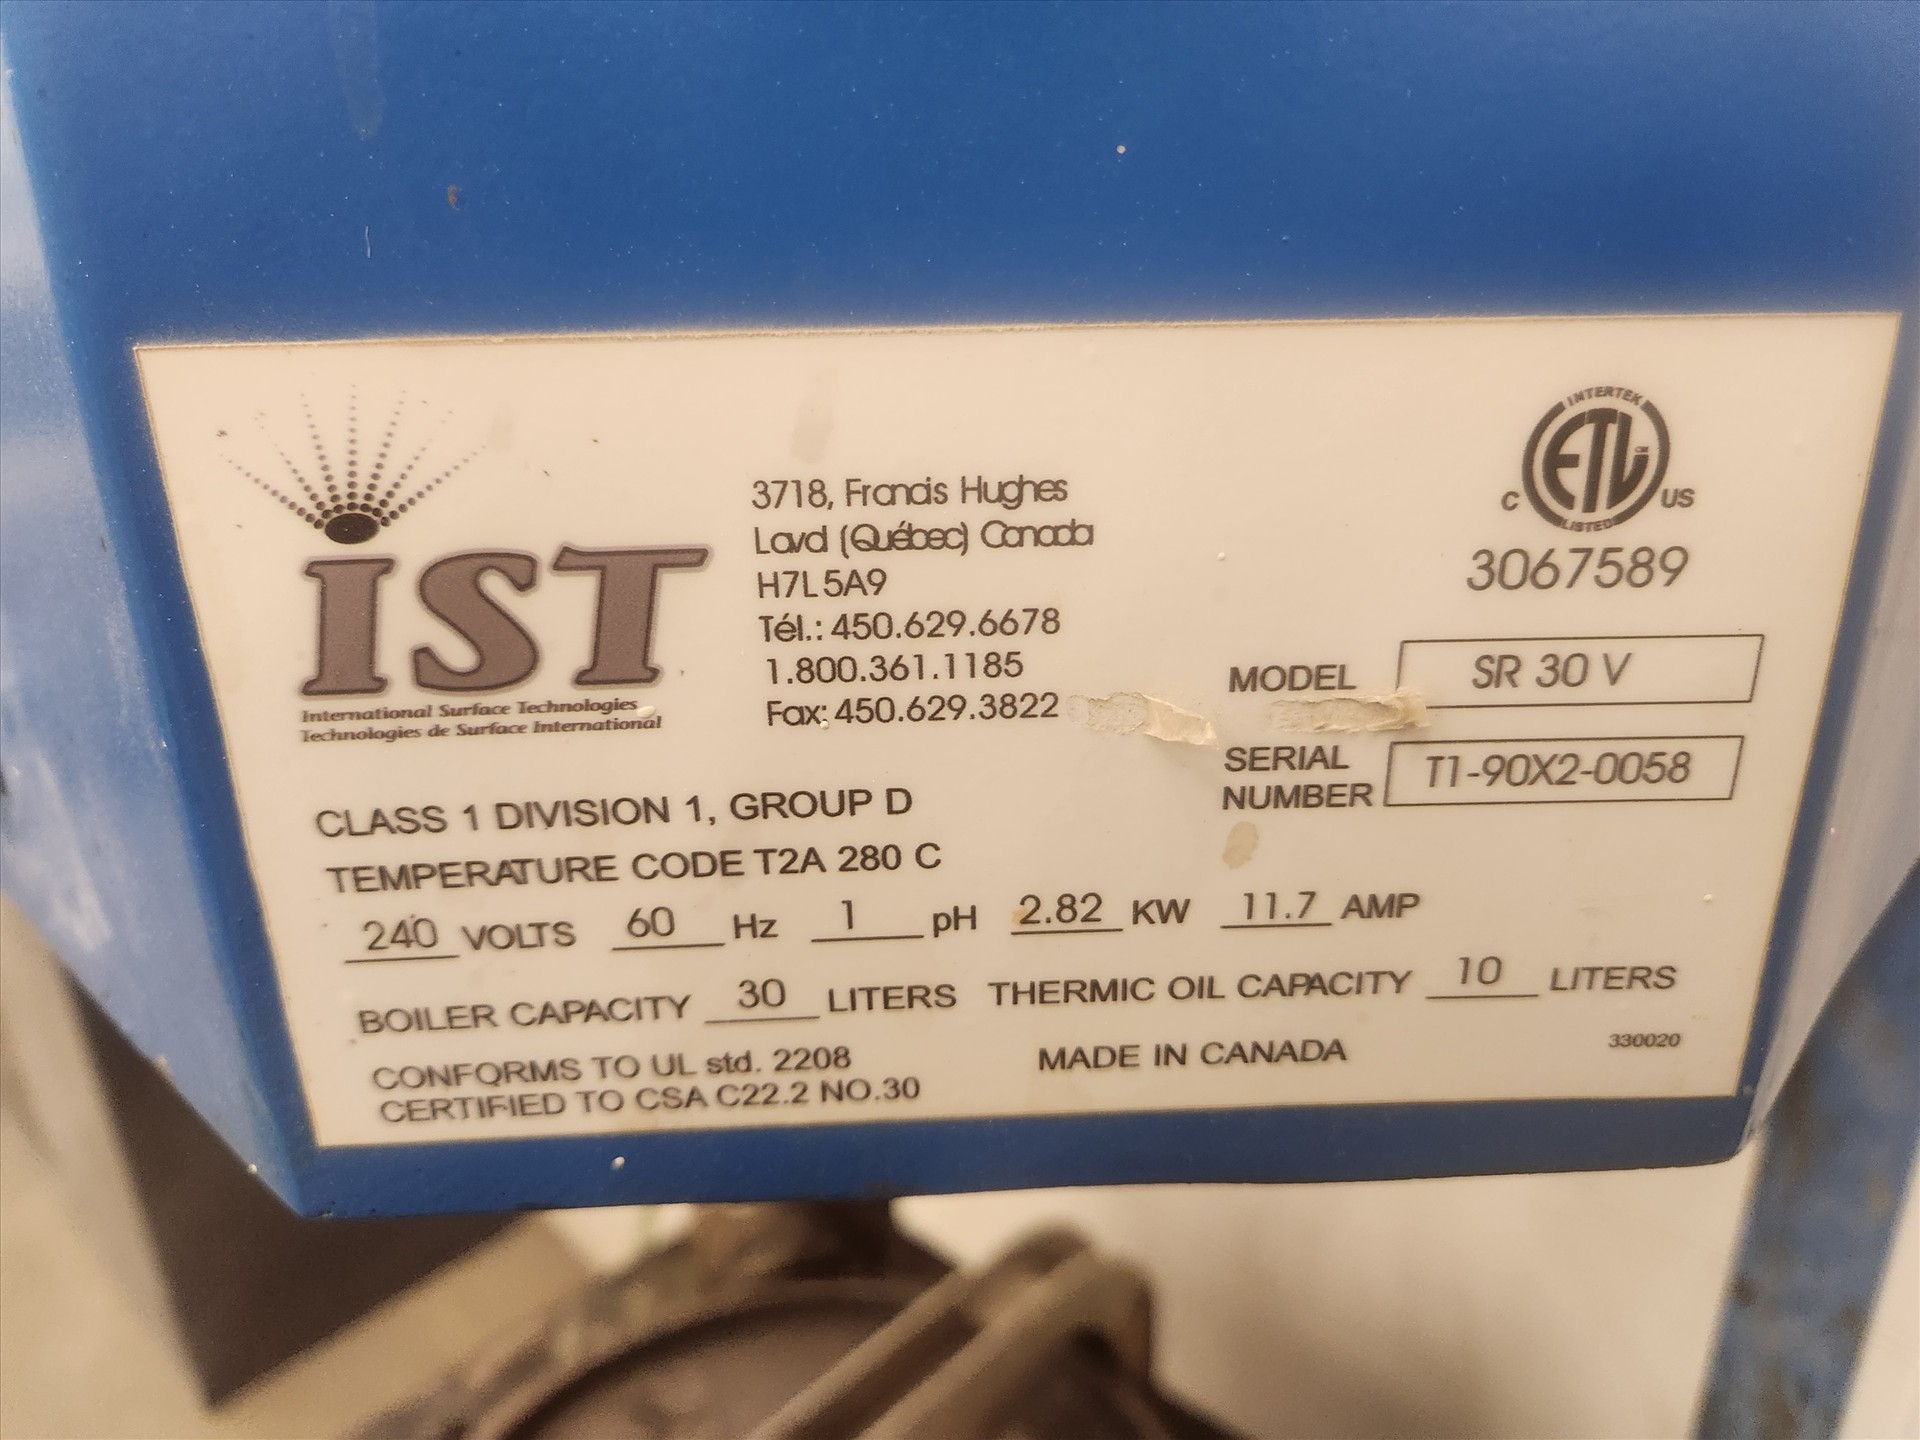 IST
International Surface Technologies
Technologies de Surface International
3718, Francis Hughes
Laval (Québec) Canada
H7L 5A9
Tél.: 450.629.6678
1.800.361.1185
Fax: 450.629.3822
INTERTEK
C ETL US
LISTED
3067589
MODEL SR 30 V
SERIAL
NUMBER T1-90X2-0058
CLASS 1 DIVISION 1, GROUP D
TEMPERATURE CODE T2A 280 C
240 VOLTS 60 Hz 1 pH 2.82 KW 11.7 AMP
BOILER CAPACITY 30 LITERS THERMIC OIL CAPACITY 10 LITERS
CONFORMS TO UL std. 2208
CERTIFIED TO CSA C22.2 NO.30
MADE IN CANADA
330020